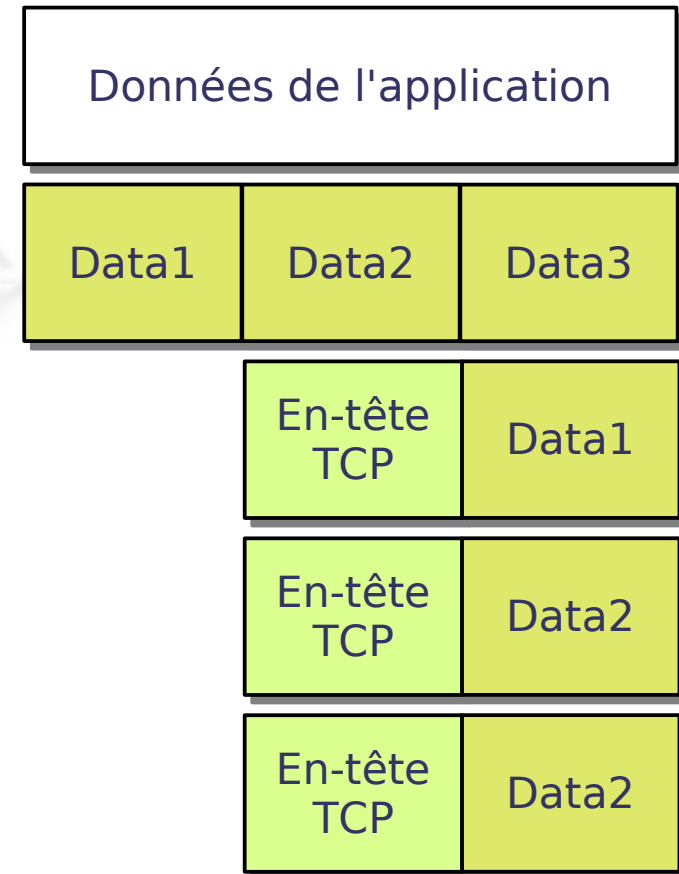 Données de l'application
Data1 Data2 Data3
En-tête
TCP
Data1
En-tête
TCP
Data2
En-tête
TCP
Data2